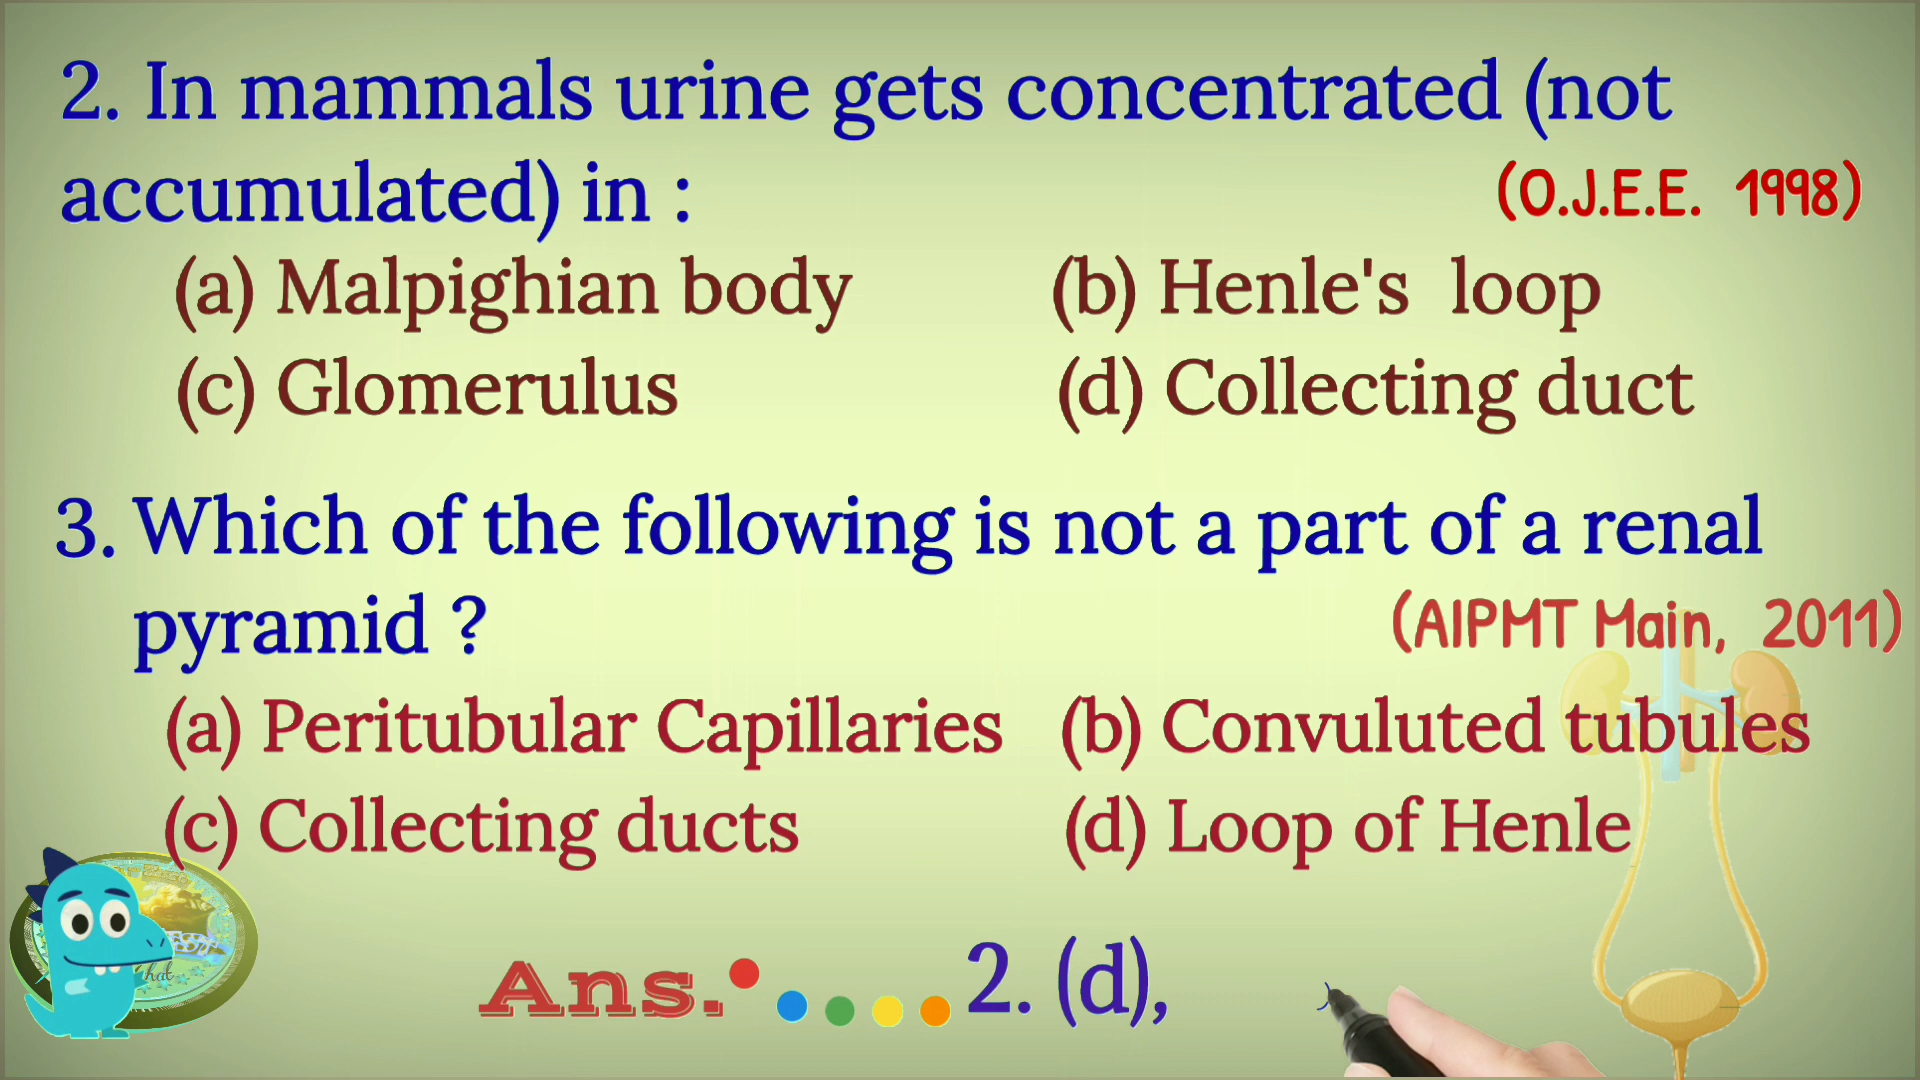 2. In mammals urine gets concentrated (not
accumulated) in :
(O.J.E.E. 1998)
(a) Malpighian body (b) Henle's loop
(c) Glomerulus (d) Collecting duct
3. Which of the following is not a part of a renal
pyramid ?
(AIPMT Main, 2011)
(a) Peritubular Capillaries (b) Convuluted tubules
(c) Collecting ducts (d) Loop of Henle
hat
Ans. 2. (d),